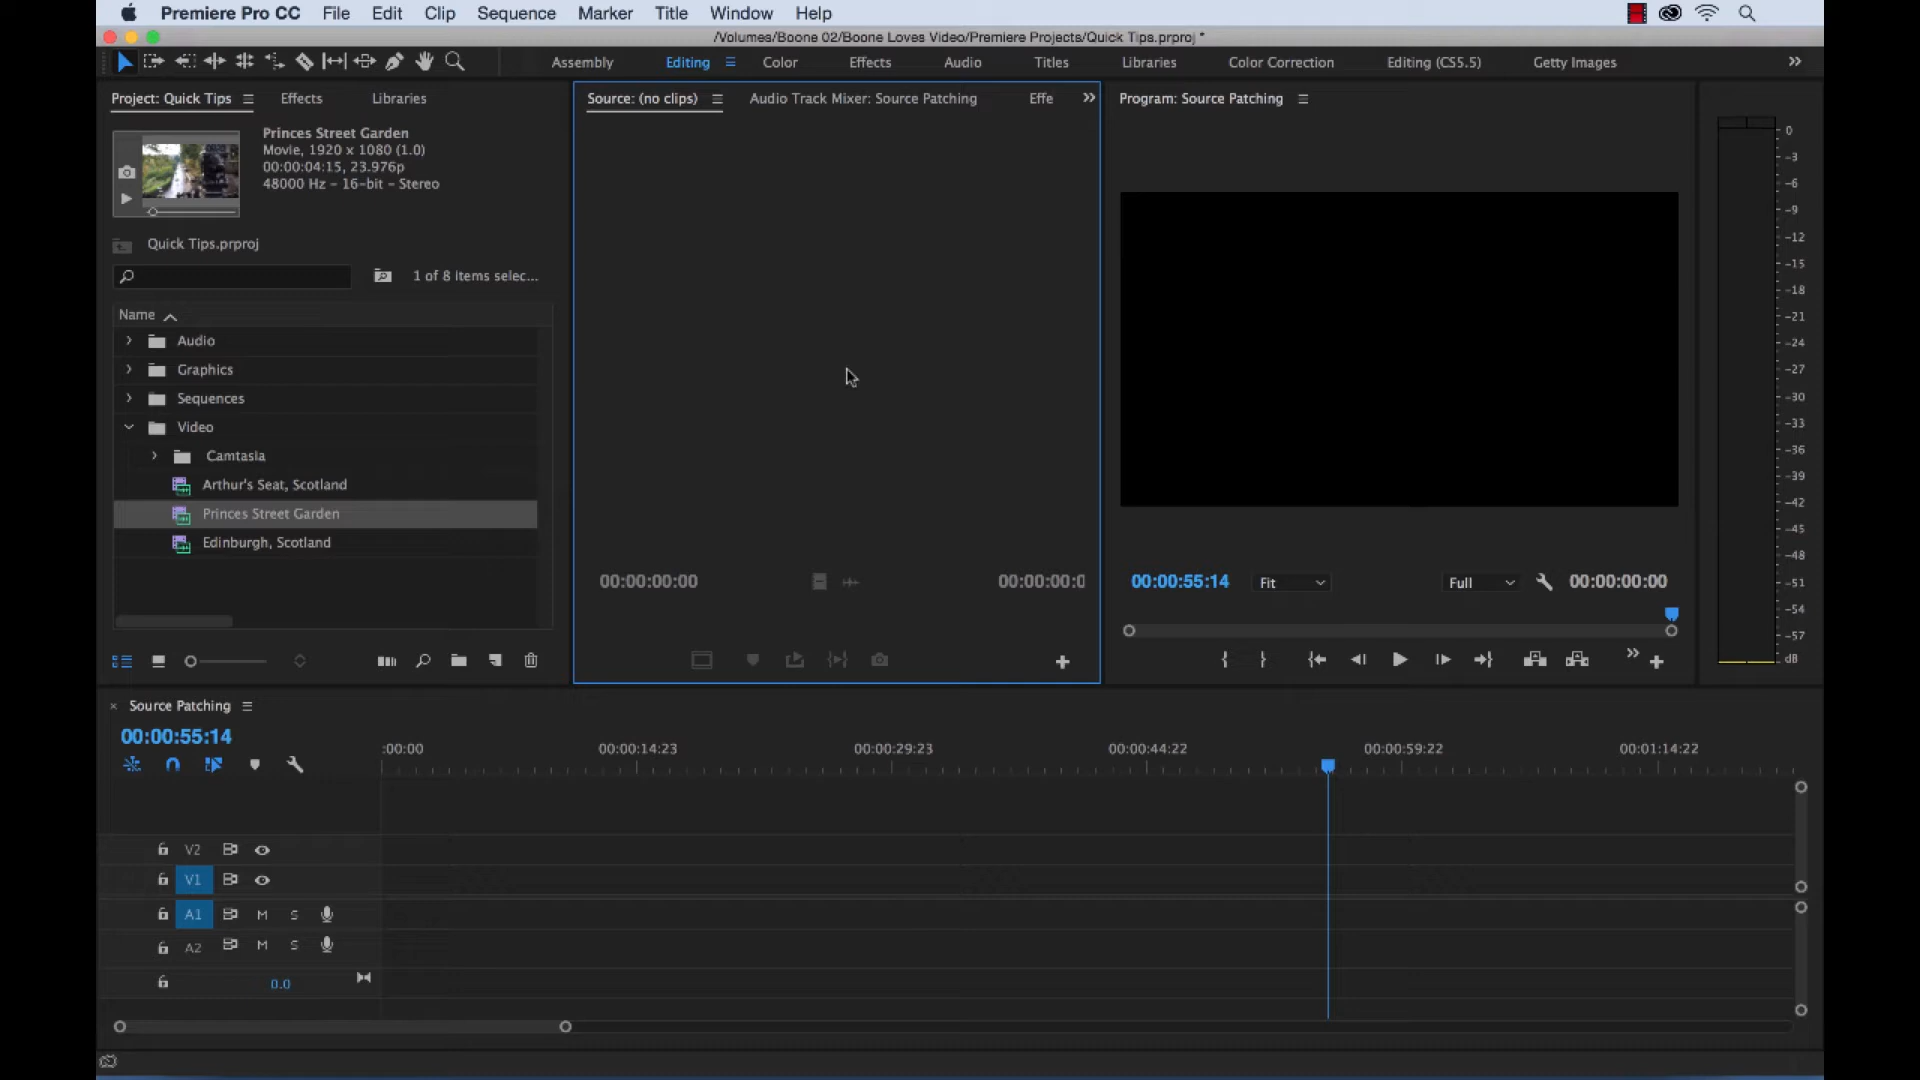 Premiere Pro CC File Edit Clip Sequence Marker Title Window Help
/Volumes/Boone 02/Boone Loves Video/Premiere Projects/Quick Tips.prproj *
Assembly Editing Color Effects Audio Titles Libraries Color Correction Editing (CS5.5) Getty Images
Project: Quick Tips Effects Libraries
Source: (no clips) Audio Track Mixer: Source Patching Effe
Program: Source Patching
Princes Street Garden
Movie, 1920 x 1080 (1.0)
00:00:04:15, 23.976p
48000 Hz - 16-bit - Stereo
Quick Tips.prproj
1 of 8 items selec...
Name
Audio
Graphics
Sequences
Video
Camtasia
Arthur's Seat, Scotland
Princes Street Garden
Edinburgh, Scotland
00:00:00:00 00:00:00:0
00:00:55:14 Fit Full 00:00:00:00
0
-3
-6
-9
-12
-15
-18
-21
-24
-27
-30
-33
-36
-39
-42
-45
-48
-51
-54
-57
dB
Source Patching
00:00:55:14
:00:00 00:00:14:23 00:00:29:23 00:00:44:22 00:00:59:22 00:01:14:22
V2
V1
A1 M S
A2 M S
0.0